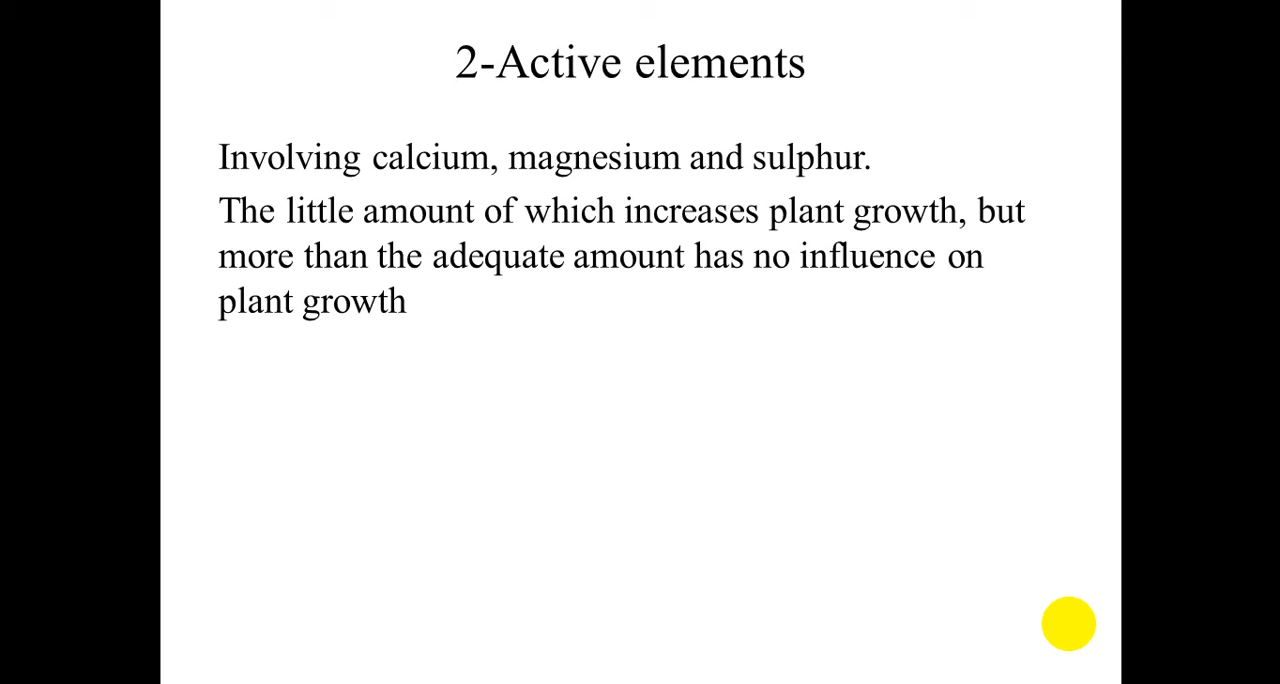 2-Active elements
Involving calcium, magnesium and sulphur.
The little amount of which increases plant growth, but
more than the adequate amount has no influence on
plant growth